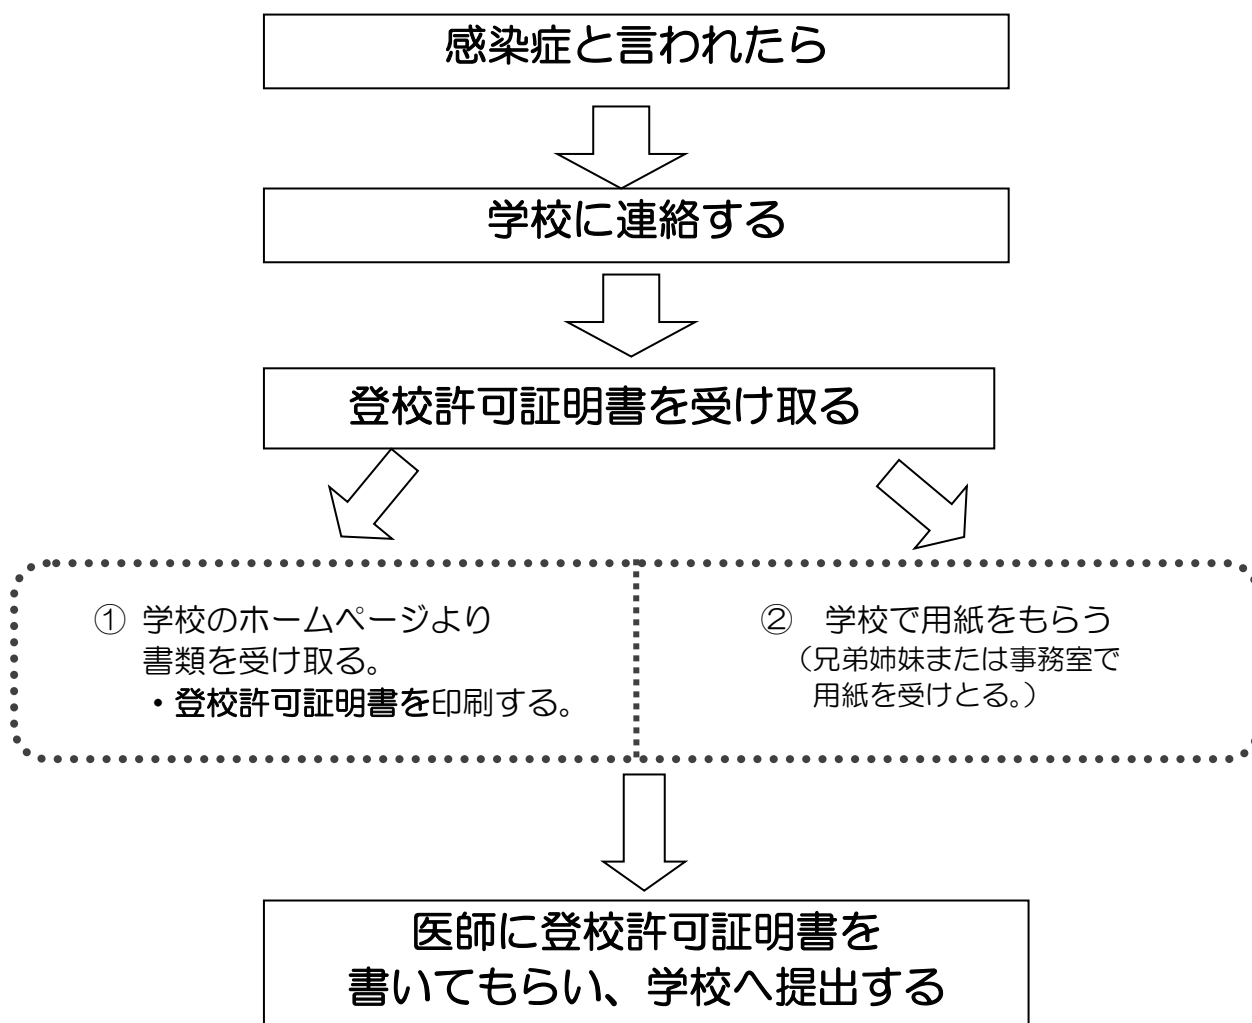 感染症と言われたら
学校に連絡する
登校許可証明書を受け取る
① 学校のホームページより
書類を受け取る。
・登校許可証明書を印刷する。
② 学校で用紙をもらう
（兄弟姉妹または事務室で
用紙を受けとる。）
医師に登校許可証明書を
書いてもらい、学校へ提出する